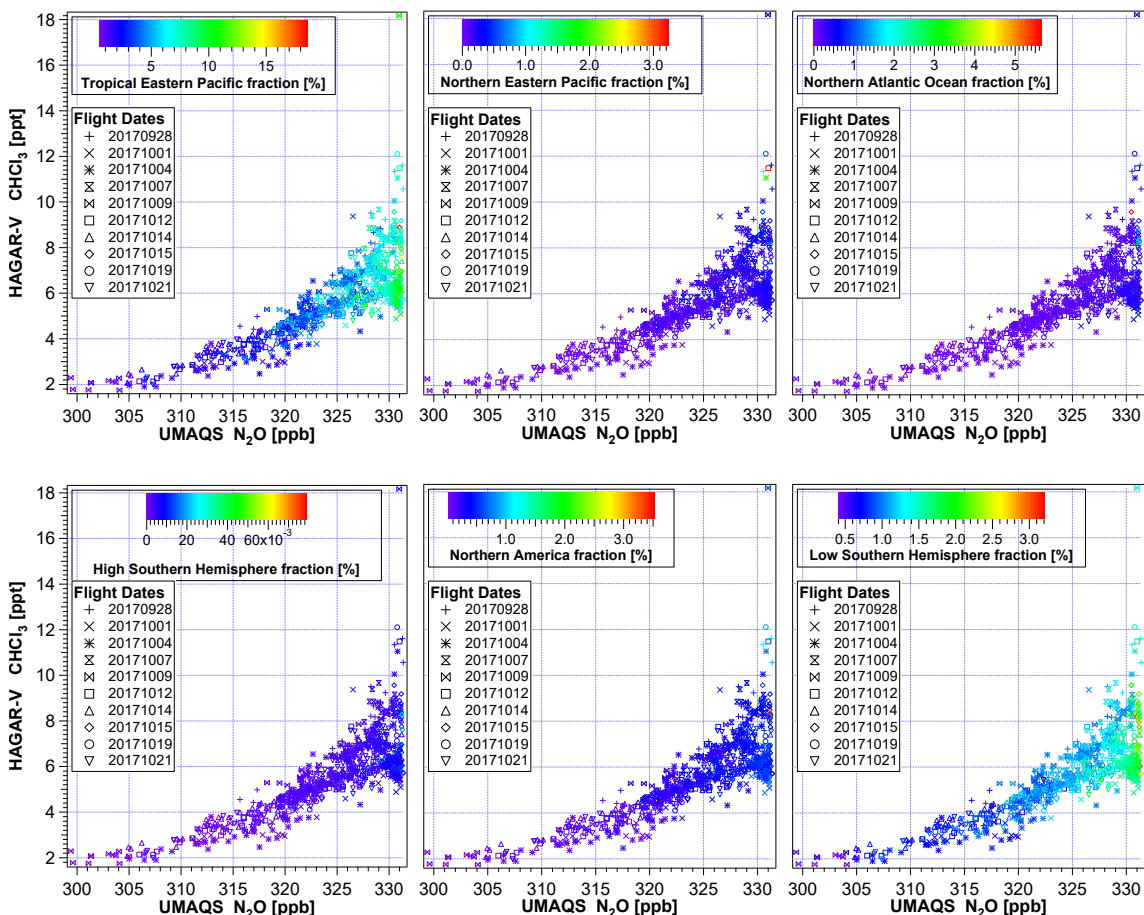 18
16
14
12
10
8
6
4
2
HAGAR-V CHCl₃ [ppt]
5 10 15
Tropical Eastern Pacific fraction [%]
Flight Dates
20170928
20171001
20171004
20171007
20171009
20171012
20171014
20171015
20171019
20171021
300 305 310 315 320 325 330
UMAQS N₂O [ppb]
0.0 1.0 2.0 3.0
Northern Eastern Pacific fraction [%]
Flight Dates
20170928
20171001
20171004
20171007
20171009
20171012
20171014
20171015
20171019
20171021
300 305 310 315 320 325 330
UMAQS N₂O [ppb]
0 1 2 3 4 5
Northern Atlantic Ocean fraction [%]
Flight Dates
20170928
20171001
20171004
20171007
20171009
20171012
20171014
20171015
20171019
20171021
300 305 310 315 320 325 330
UMAQS N₂O [ppb]
18
16
14
12
10
8
6
4
2
HAGAR-V CHCl₃ [ppt]
0 20 40 60x10⁻³
High Southern Hemisphere fraction [%]
Flight Dates
20170928
20171001
20171004
20171007
20171009
20171012
20171014
20171015
20171019
20171021
300 305 310 315 320 325 330
UMAQS N₂O [ppb]
1.0 2.0 3.0
Northern America fraction [%]
Flight Dates
20170928
20171001
20171004
20171007
20171009
20171012
20171014
20171015
20171019
20171021
300 305 310 315 320 325 330
UMAQS N₂O [ppb]
0.5 1.0 1.5 2.0 2.5 3.0
Low Southern Hemisphere fraction [%]
Flight Dates
20170928
20171001
20171004
20171007
20171009
20171012
20171014
20171015
20171019
20171021
300 305 310 315 320 325 330
UMAQS N₂O [ppb]